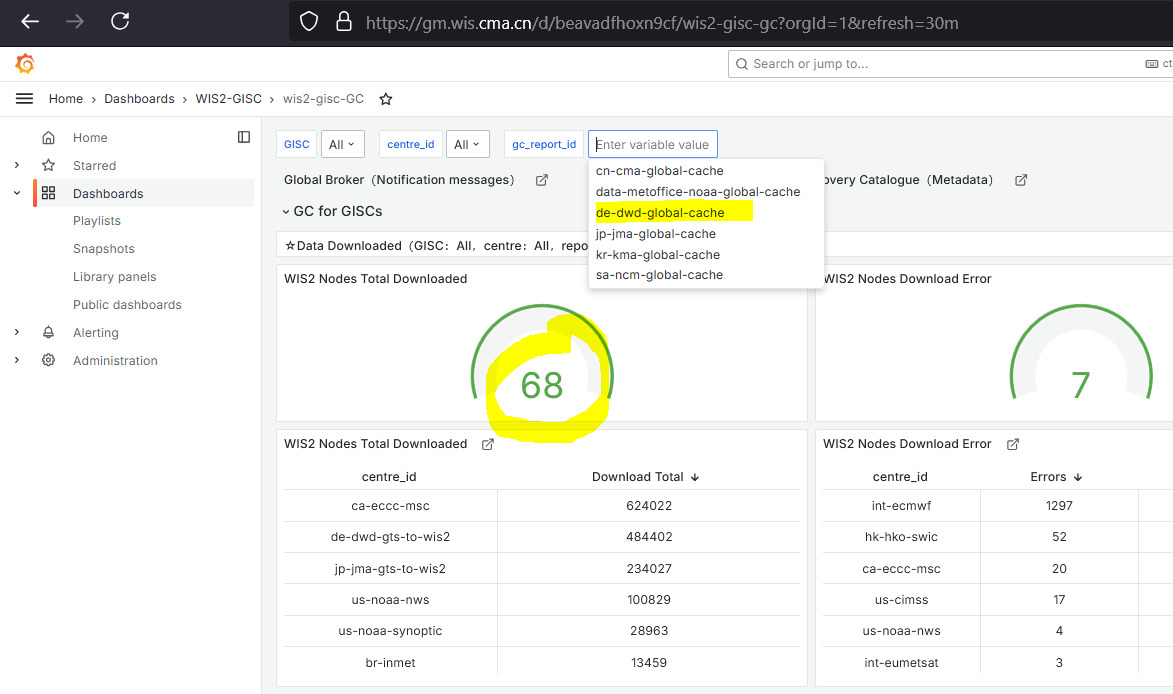 https://gm.wis.cma.cn/d/beavadfhoxn9cf/wis2-gisc-gc?orgId=1&refresh=30m
Search or jump to...
ct
Home › Dashboards › WIS2-GISC › wis2-gisc-GC
Home
Starred
Dashboards
Playlists
Snapshots
Library panels
Public dashboards
Alerting
Administration
GISC All centre_id All gc_report_id Enter variable value
cn-cma-global-cache
data-metoffice-noaa-global-cache
de-dwd-global-cache
jp-jma-global-cache
kr-kma-global-cache
sa-ncm-global-cache
Global Broker（Notification messages） overy Catalogue（Metadata）
GC for GISCs
☆Data Downloaded（GISC：All，centre：All，repo
WIS2 Nodes Total Downloaded
68
WIS2 Nodes Download Error
7
WIS2 Nodes Total Downloaded
centre_id Download Total ↓
ca-eccc-msc 624022
de-dwd-gts-to-wis2 484402
jp-jma-gts-to-wis2 234027
us-noaa-nws 100829
us-noaa-synoptic 28963
br-inmet 13459
WIS2 Nodes Download Error
centre_id Errors ↓
int-ecmwf 1297
hk-hko-swic 52
ca-eccc-msc 20
us-cimss 17
us-noaa-nws 4
int-eumetsat 3